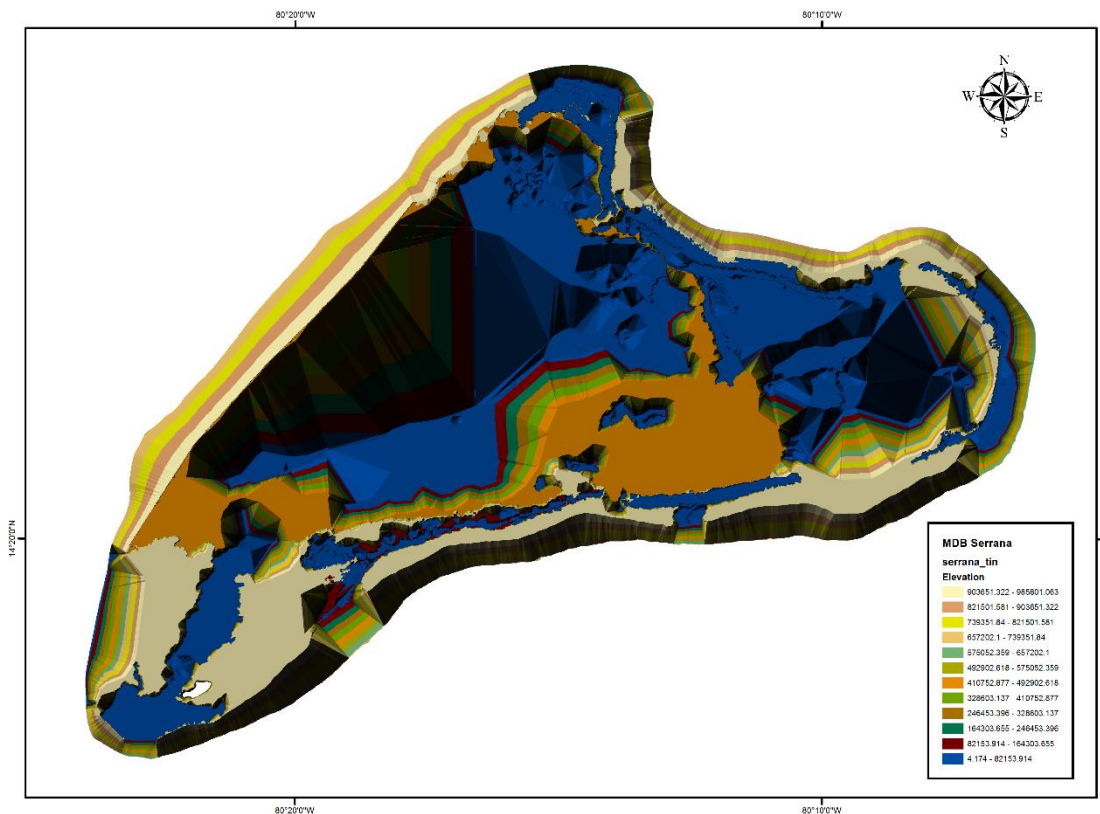 80°20'0"W 80°10'0"W
N
W E
S
14°20'0"N
MDB Serrana
serrana_tin
Elevation
903651.322 - 985801.063
821501.581 - 903651.322
739351.84 - 821501.581
657202.1 - 739351.84
575052.359 - 657202.1
492902.618 - 575052.359
410752.877 - 492902.618
328603.137 - 410752.877
246453.396 - 328603.137
164303.655 - 246453.396
82153.914 - 164303.655
4.174 - 82153.914
80°20'0"W 80°10'0"W